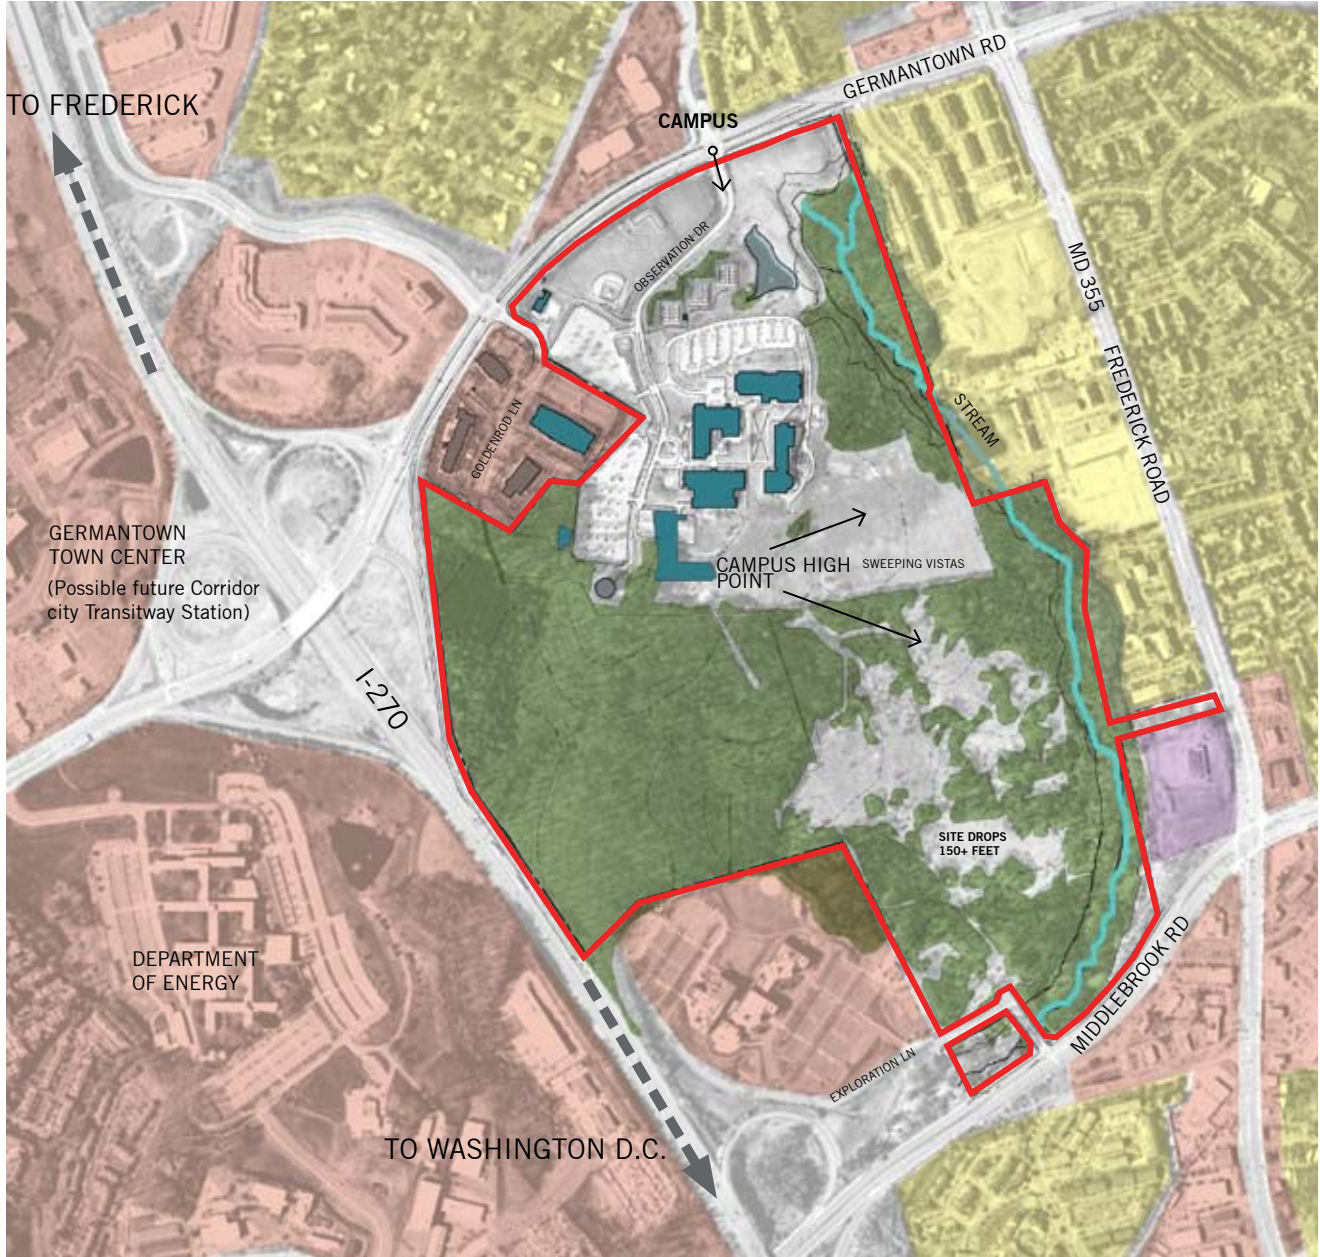 GERMANTOWN RD
TO FREDERICK
CAMPUS
OBSERVATION DR
MD 355
FREDERICK ROAD
STREAM
GOLDENROD LN
GERMANTOWN
TOWN CENTER
(Possible future Corridor
city Transitway Station)
CAMPUS HIGH
POINT
SWEEPING VISTAS
I-270
SITE DROPS
150+ FEET
DEPARTMENT
OF ENERGY
MIDDLEBROOK RD
EXPLORATION LN
TO WASHINGTON D.C.